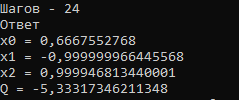 Шагов - 24
Ответ
x0 = 0,6667552768
x1 = -0,999999966445568
x2 = 0,999946813440001
Q = -5,33317346211348